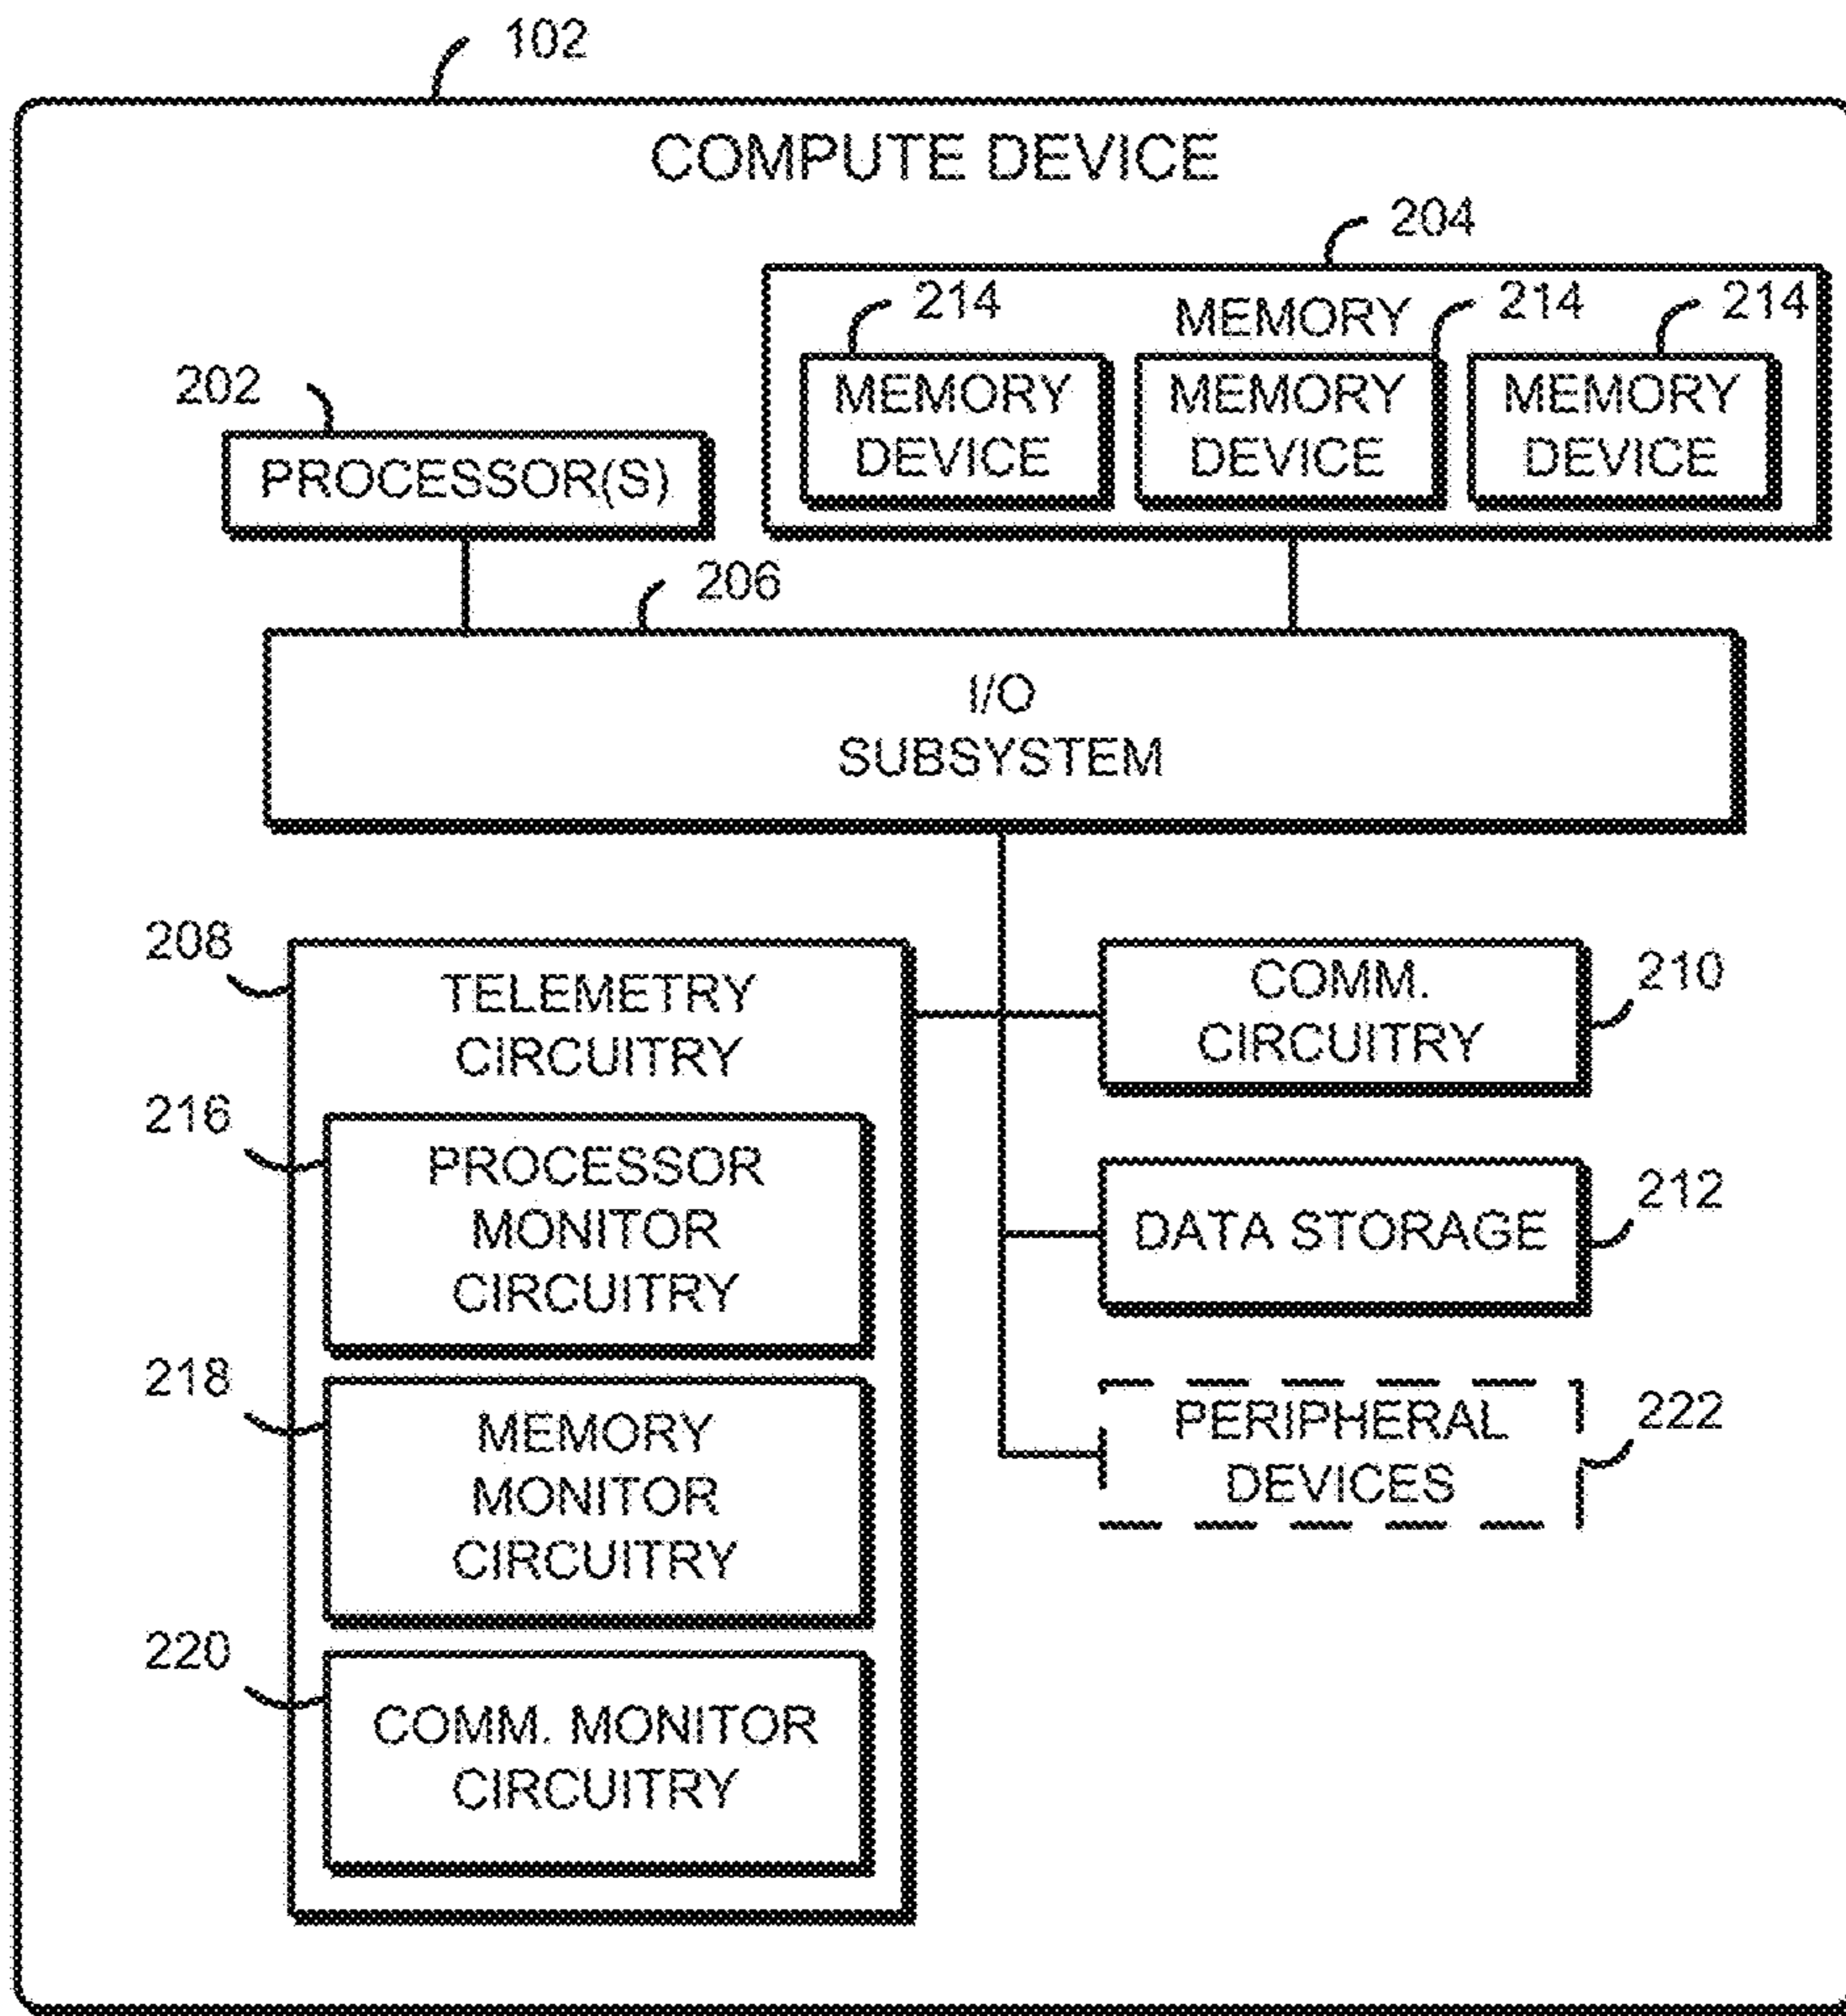 102
COMPUTE DEVICE
204
MEMORY
214
214
214
MEMORY
DEVICE
MEMORY
DEVICE
MEMORY
DEVICE
202
PROCESSOR(S)
206
I/O
SUBSYSTEM
208
TELEMETRY
CIRCUITRY
216
PROCESSOR
MONITOR
CIRCUITRY
218
MEMORY
MONITOR
CIRCUITRY
220
COMM. MONITOR
CIRCUITRY
COMM.
CIRCUITRY
210
DATA STORAGE
212
PERIPHERAL
DEVICES
222